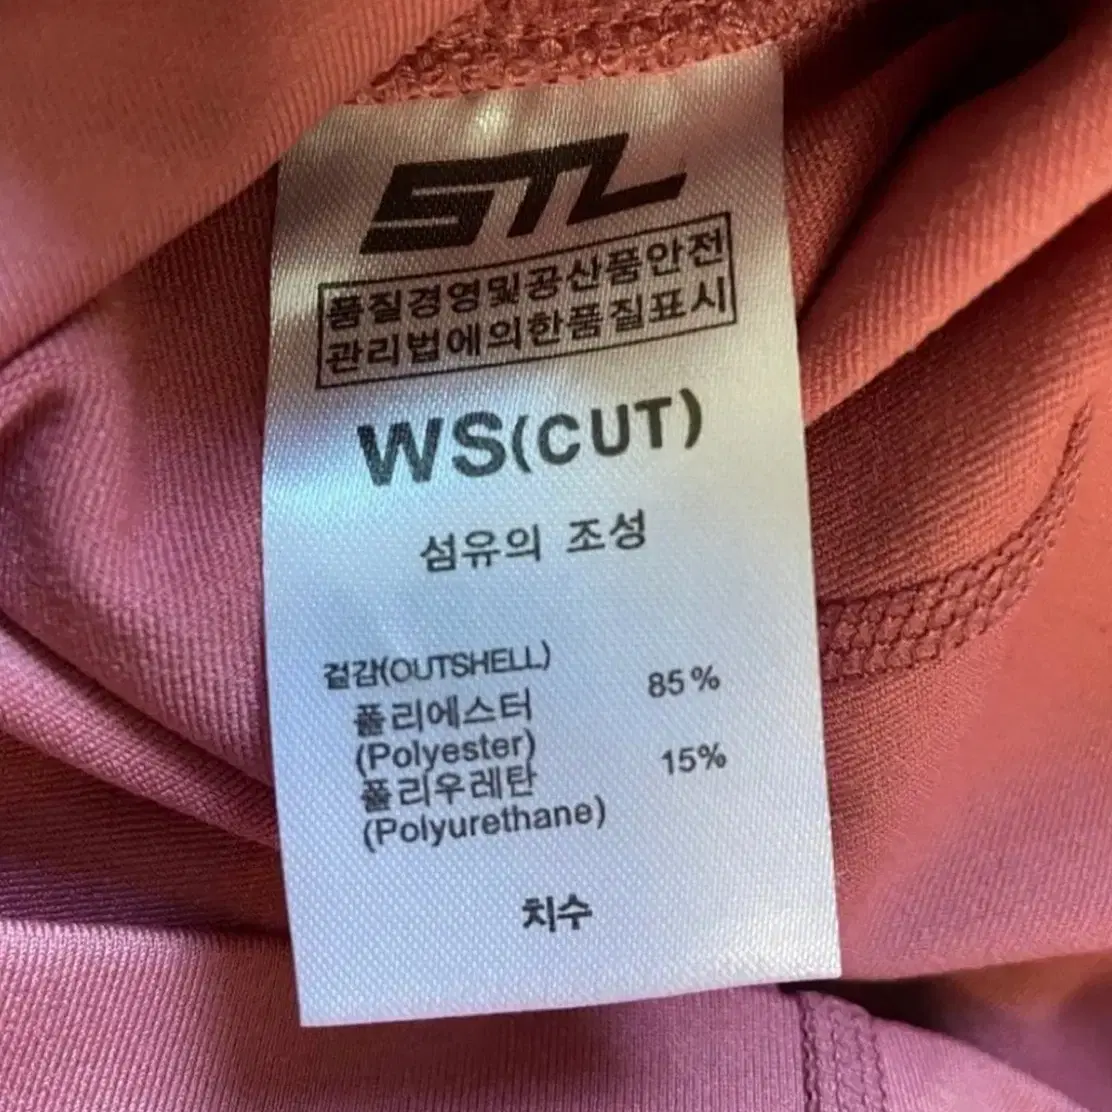 STL
품질경영및공산품안전
관리법에의한품질표시
WS(CUT)
섬유의 조성
겉감(OUTSHELL)
폴리에스터 85%
(Polyester)
폴리우레탄 15%
(Polyurethane)
치수